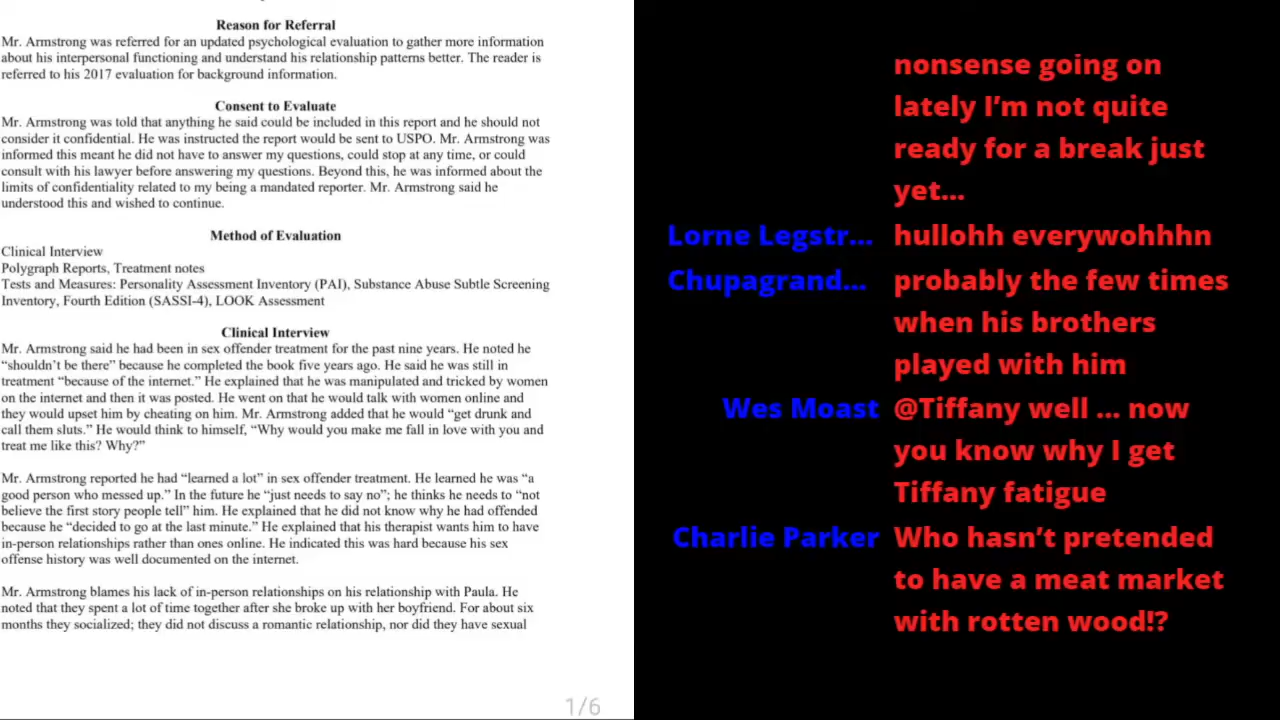 Reason for Referral
Mr. Armstrong was referred for an updated psychological evaluation to gather more information
about his interpersonal functioning and understand his relationship patterns better. The reader is
referred to his 2017 evaluation for background information.
Consent to Evaluate
Mr. Armstrong was told that anything he said could be included in this report and he should not
consider it confidential. He was instructed the report would be sent to USPO. Mr. Armstrong was
informed this meant he did not have to answer my questions, could stop at any time, or could
consult with his lawyer before answering my questions. Beyond this, he was informed about the
limits of confidentiality related to my being a mandated reporter. Mr. Armstrong said he
understood this and wished to continue.
Method of Evaluation
Clinical Interview
Polygraph Reports, Treatment notes
Tests and Measures: Personality Assessment Inventory (PAI), Substance Abuse Subtle Screening
Inventory, Fourth Edition (SASSI-4), LOOK Assessment
Clinical Interview
Mr. Armstrong said he had been in sex offender treatment for the past nine years. He noted he
“shouldn’t be there” because he completed the book five years ago. He said he was still in
treatment “because of the internet.” He explained that he was manipulated and tricked by women
on the internet and then it was posted. He went on that he would talk with women online and
they would upset him by cheating on him. Mr. Armstrong added that he would “get drunk and
call them sluts.” He would think to himself, “Why would you make me fall in love with you and
treat me like this? Why?”
Mr. Armstrong reported he had “learned a lot” in sex offender treatment. He learned he was “a
good person who messed up.” In the future he “just needs to say no”; he thinks he needs to “not
believe the first story people tell” him. He explained that he did not know why he had offended
because he “decided to go at the last minute.” He explained that his therapist wants him to have
in-person relationships rather than ones online. He indicated this was hard because his sex
offense history was well documented on the internet.
Mr. Armstrong blames his lack of in-person relationships on his relationship with Paula. He
noted that they spent a lot of time together after she broke up with her boyfriend. For about six
months they socialized; they did not discuss a romantic relationship, nor did they have sexual
1/6
nonsense going on
lately I’m not quite
ready for a break just
yet...
Lorne Legstr... hullohh everywohhhn
Chupagrand... probably the few times
when his brothers
played with him
Wes Moast @Tiffany well ... now
you know why I get
Tiffany fatigue
Charlie Parker Who hasn’t pretended
to have a meat market
with rotten wood!?